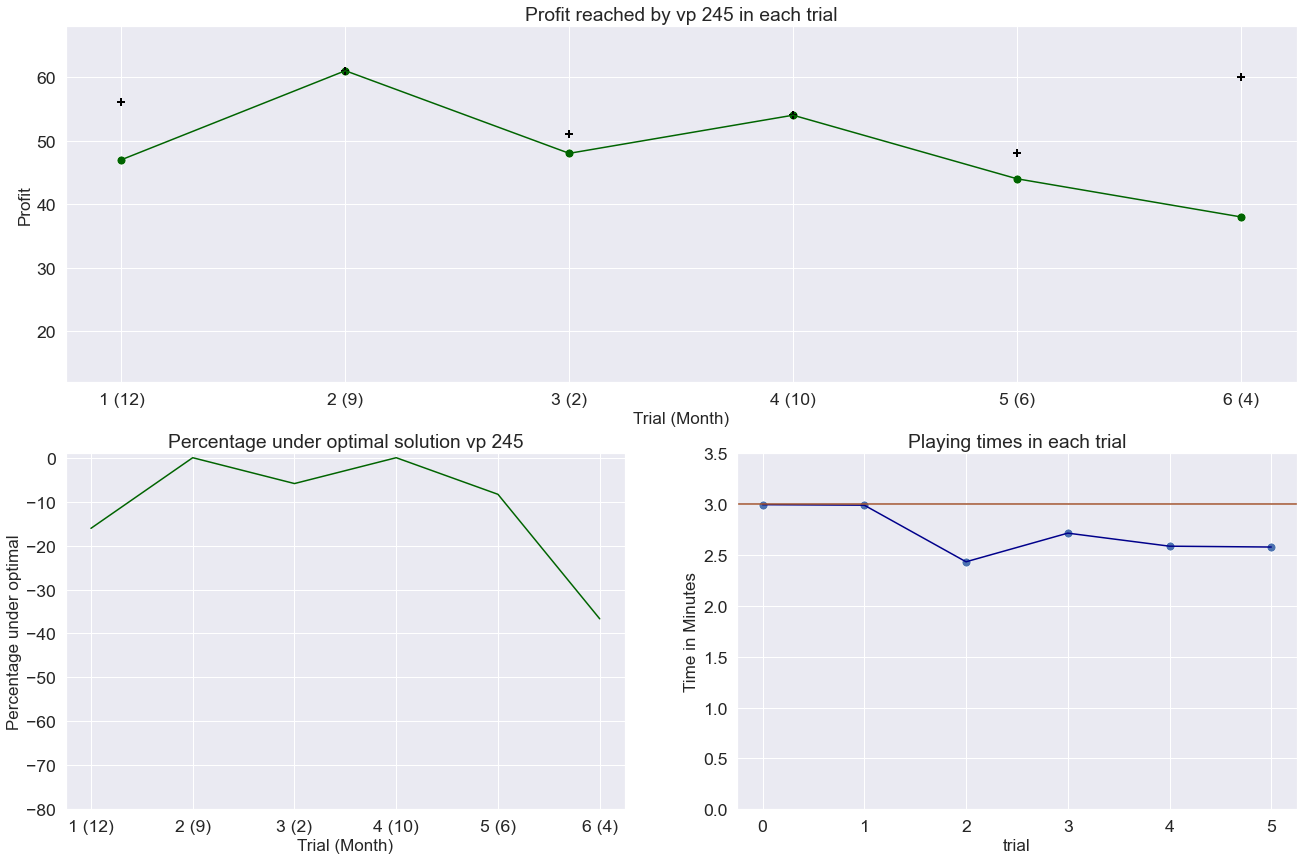 Profit reached by vp 245 in each trial
Profit
60
50
40
30
20
1 (12) 2 (9) 3 (2) 4 (10) 5 (6) 6 (4)
Trial (Month)
Percentage under optimal solution vp 245
Percentage under optimal
0
−10
−20
−30
−40
−50
−60
−70
−80
1 (12) 2 (9) 3 (2) 4 (10) 5 (6) 6 (4)
Trial (Month)
Playing times in each trial
Time in Minutes
3.5
3.0
2.5
2.0
1.5
1.0
0.5
0.0
0 1 2 3 4 5
trial